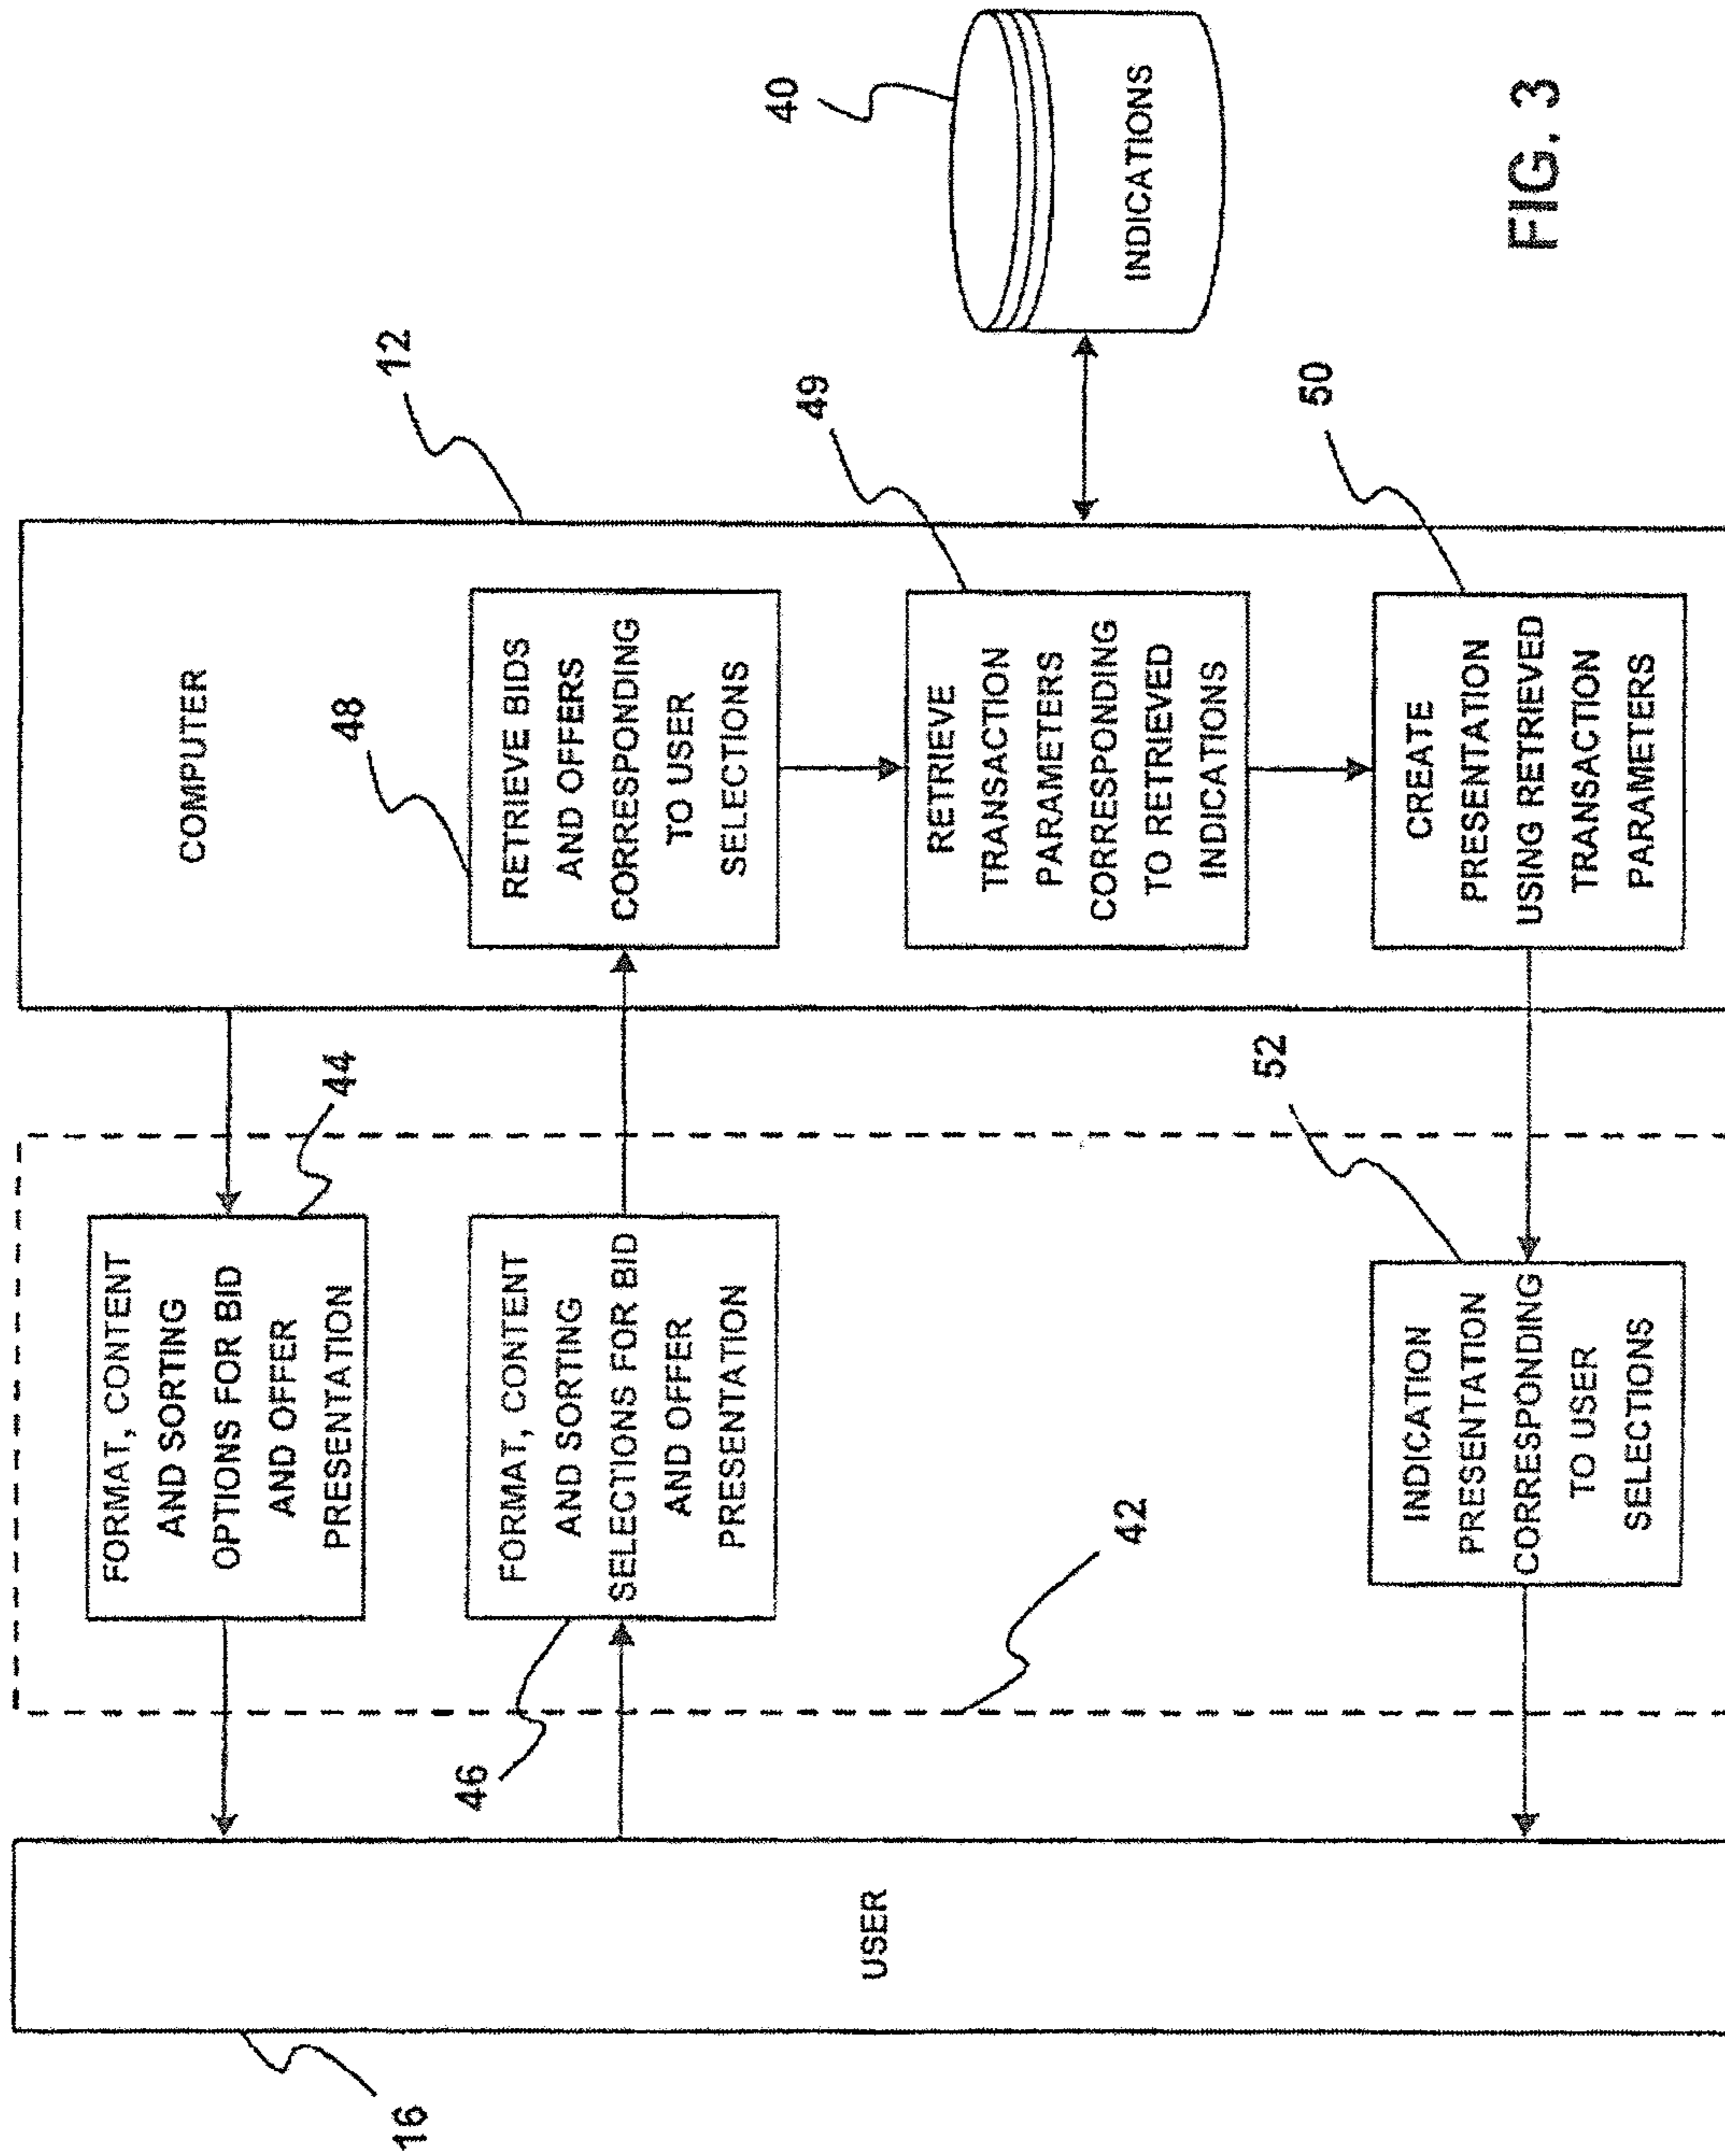 16
USER
46
42
FORMAT, CONTENT
AND SORTING
OPTIONS FOR BID
AND OFFER
PRESENTATION
44
FORMAT, CONTENT
AND SORTING
SELECTIONS FOR BID
AND OFFER
PRESENTATION
INDICATION
PRESENTATION
CORRESPONDING
TO USER
SELECTIONS
52
COMPUTER
12
48
RETRIEVE BIDS
AND OFFERS
CORRESPONDING
TO USER
SELECTIONS
49
RETRIEVE
TRANSACTION
PARAMETERS
CORRESPONDING
TO RETRIEVED
INDICATIONS
50
CREATE
PRESENTATION
USING RETRIEVED
TRANSACTION
PARAMETERS
40
INDICATIONS
FIG. 3